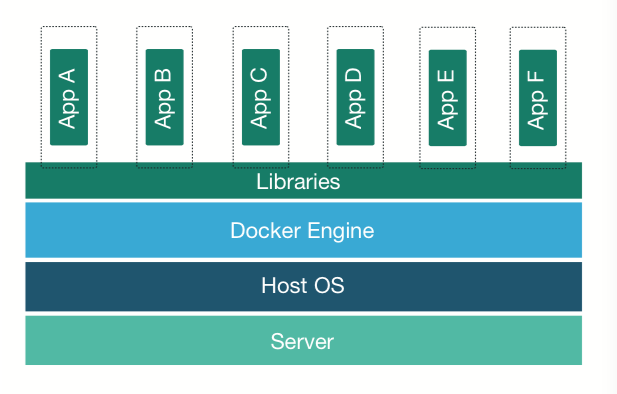 App A
App B
App C
App D
App E
App F
Libraries
Docker Engine
Host OS
Server